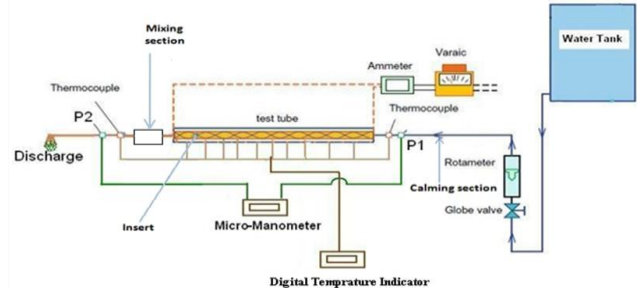 Mixing
section
Water Tank
Varaic
Ammeter
Thermocouple
Thermocouple
test tube
P2
P1
Discharge
Rotameter
Calming section
Globe valve
Insert
Micro-Manometer
Digital Temprature Indicator